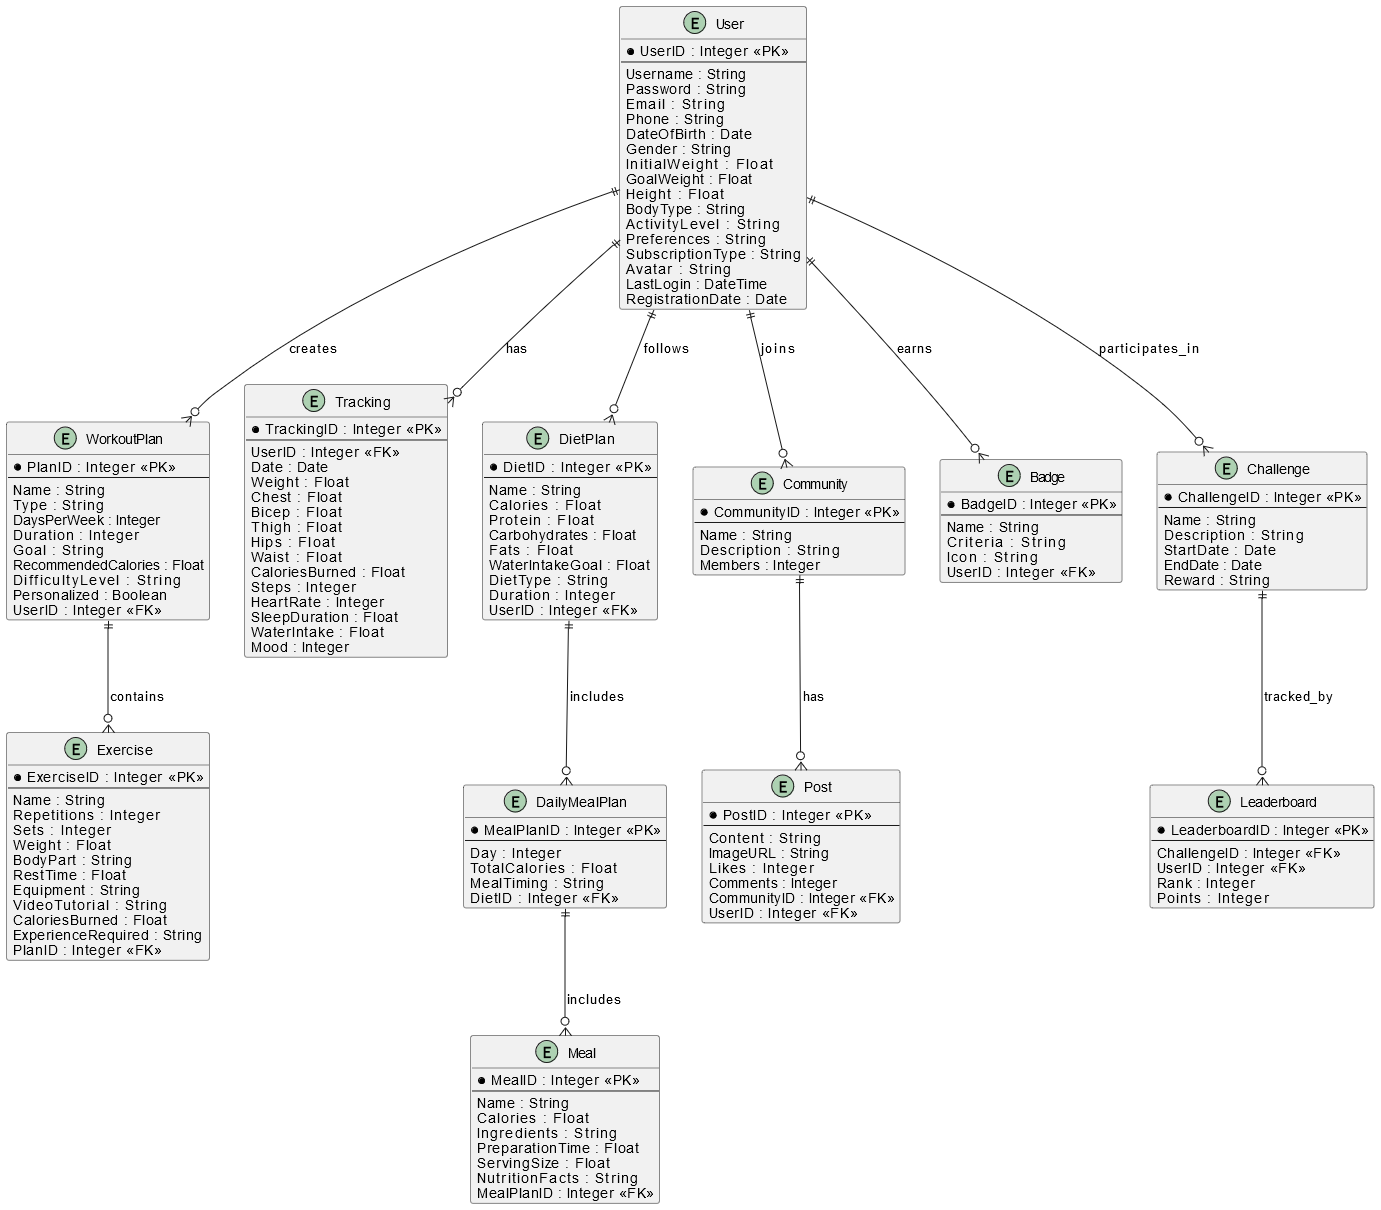 E User
UserID : Integer «PK»
Username : String
Password : String
Email : String
Phone : String
DateOfBirth : Date
Gender : String
InitialWeight : Float
GoalWeight : Float
Height : Float
BodyType : String
ActivityLevel : String
Preferences : String
SubscriptionType : String
Avatar : String
LastLogin : DateTime
RegistrationDate : Date
creates
has
follows
joins
earns
participates_in
E WorkoutPlan
PlanID : Integer «PK»
Name : String
Type : String
DaysPerWeek : Integer
Duration : Integer
Goal : String
RecommendedCalories : Float
DifficultyLevel : String
Personalized : Boolean
UserID : Integer «FK»
E Tracking
TrackingID : Integer «PK»
UserID : Integer «FK»
Date : Date
Weight : Float
Chest : Float
Bicep : Float
Thigh : Float
Hips : Float
Waist : Float
CaloriesBurned : Float
Steps : Integer
HeartRate : Integer
SleepDuration : Float
WaterIntake : Float
Mood : Integer
E DietPlan
DietID : Integer «PK»
Name : String
Calories : Float
Protein : Float
Carbohydrates : Float
Fats : Float
WaterIntakeGoal : Float
DietType : String
Duration : Integer
UserID : Integer «FK»
E Community
CommunityID : Integer «PK»
Name : String
Description : String
Members : Integer
E Badge
BadgeID : Integer «PK»
Name : String
Criteria : String
Icon : String
UserID : Integer «FK»
E Challenge
ChallengeID : Integer «PK»
Name : String
Description : String
StartDate : Date
EndDate : Date
Reward : String
contains
includes
has
tracked_by
E Exercise
ExerciseID : Integer «PK»
Name : String
Repetitions : Integer
Sets : Integer
Weight : Float
BodyPart : String
RestTime : Float
Equipment : String
VideoTutorial : String
CaloriesBurned : Float
ExperienceRequired : String
PlanID : Integer «FK»
E DailyMealPlan
MealPlanID : Integer «PK»
Day : Integer
TotalCalories : Float
MealTiming : String
DietID : Integer «FK»
E Post
PostID : Integer «PK»
Content : String
ImageURL : String
Likes : Integer
Comments : Integer
CommunityID : Integer «FK»
UserID : Integer «FK»
E Leaderboard
LeaderboardID : Integer «PK»
ChallengeID : Integer «FK»
UserID : Integer «FK»
Rank : Integer
Points : Integer
includes
E Meal
MealID : Integer «PK»
Name : String
Calories : Float
Ingredients : String
PreparationTime : Float
ServingSize : Float
NutritionFacts : String
MealPlanID : Integer «FK»